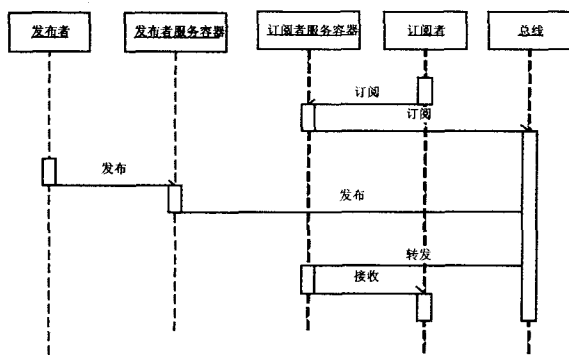 发布者
发布者服务容器
订阅者服务容器
订阅者
总线
订阅
订阅
发布
发布
转发
接收